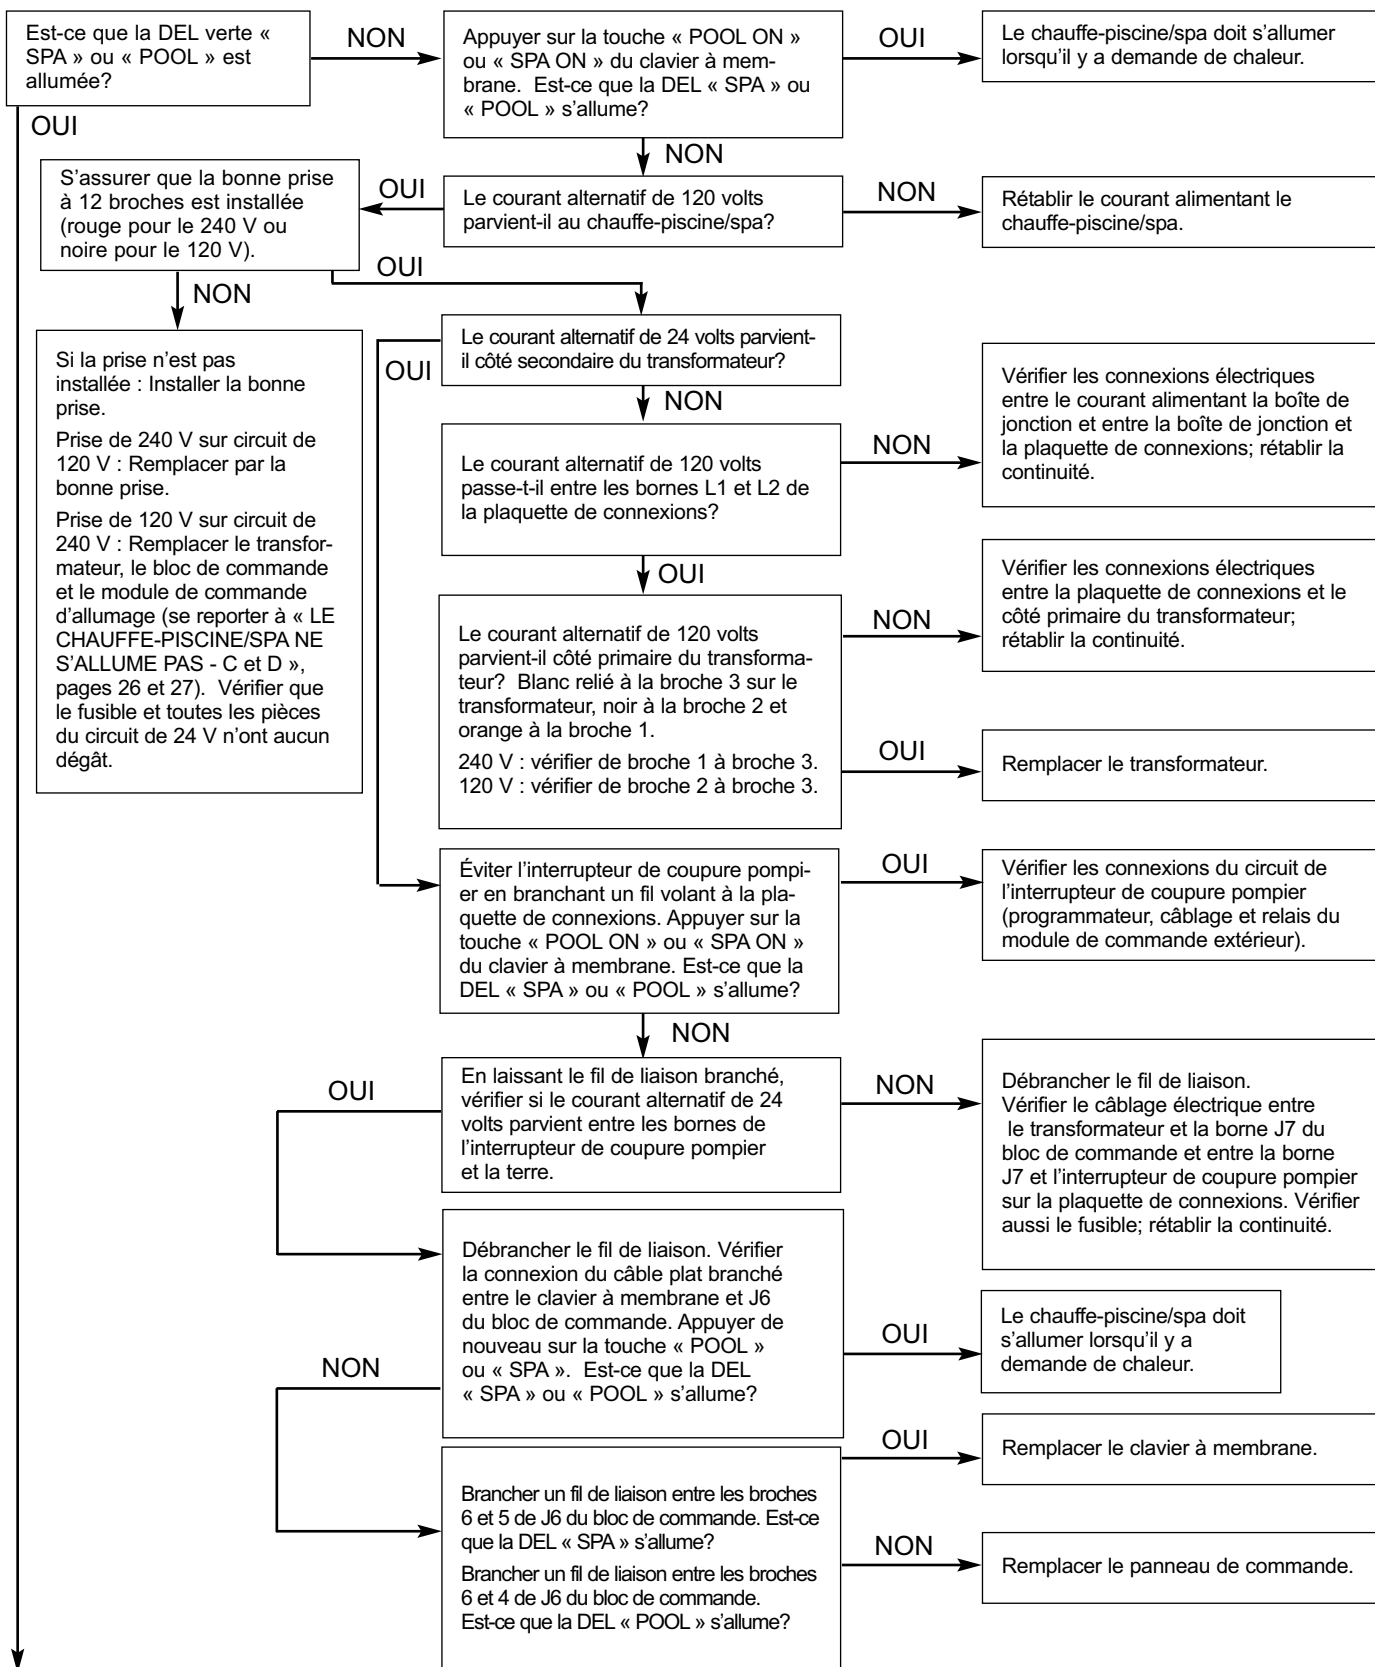 Est-ce que la DEL verte «
SPA » ou « POOL » est
allumée?
NON
Appuyer sur la touche « POOL ON »
ou « SPA ON » du clavier à mem-
brane. Est-ce que la DEL « SPA » ou
« POOL » s’allume?
OUI
Le chauffe-piscine/spa doit s’allumer
lorsqu’il y a demande de chaleur.
OUI
NON
S’assurer que la bonne prise
à 12 broches est installée
(rouge pour le 240 V ou
noire pour le 120 V).
OUI
Le courant alternatif de 120 volts
parvient-il au chauffe-piscine/spa?
NON
Rétablir le courant alimentant le
chauffe-piscine/spa.
OUI
NON
Si la prise n’est pas
installée : Installer la bonne
prise.
Prise de 240 V sur circuit de
120 V : Remplacer par la
bonne prise.
Prise de 120 V sur circuit de
240 V : Remplacer le transfor-
mateur, le bloc de commande
et le module de commande
d’allumage (se reporter à « LE
CHAUFFE-PISCINE/SPA NE
S’ALLUME PAS - C et D »,
pages 26 et 27). Vérifier que
le fusible et toutes les pièces
du circuit de 24 V n’ont aucun
dégât.
Le courant alternatif de 24 volts parvient-
il côté secondaire du transformateur?
OUI
NON
Le courant alternatif de 120 volts
passe-t-il entre les bornes L1 et L2 de
la plaquette de connexions?
NON
Vérifier les connexions électriques
entre le courant alimentant la boîte de
jonction et entre la boîte de jonction et
la plaquette de connexions; rétablir la
continuité.
OUI
Le courant alternatif de 120 volts
parvient-il côté primaire du transforma-
teur? Blanc relié à la broche 3 sur le
transformateur, noir à la broche 2 et
orange à la broche 1.
240 V : vérifier de broche 1 à broche 3.
120 V : vérifier de broche 2 à broche 3.
NON
Vérifier les connexions électriques
entre la plaquette de connexions et le
côté primaire du transformateur;
rétablir la continuité.
OUI
Remplacer le transformateur.
Éviter l’interrupteur de coupure pompi-
er en branchant un fil volant à la pla-
quette de connexions. Appuyer sur la
touche « POOL ON » ou « SPA ON »
du clavier à membrane. Est-ce que la
DEL « SPA » ou « POOL » s’allume?
OUI
Vérifier les connexions du circuit de
l’interrupteur de coupure pompier
(programmateur, câblage et relais du
module de commande extérieur).
NON
En laissant le fil de liaison branché,
vérifier si le courant alternatif de 24
volts parvient entre les bornes de
l’interrupteur de coupure pompier
et la terre.
OUI
NON
Débrancher le fil de liaison.
Vérifier le câblage électrique entre
le transformateur et la borne J7 du
bloc de commande et entre la borne
J7 et l’interrupteur de coupure pompier
sur la plaquette de connexions. Vérifier
aussi le fusible; rétablir la continuité.
Débrancher le fil de liaison. Vérifier
la connexion du câble plat branché
entre le clavier à membrane et J6
du bloc de commande. Appuyer de
nouveau sur la touche « POOL »
ou « SPA ». Est-ce que la DEL
« SPA » ou « POOL » s’allume?
OUI
Le chauffe-piscine/spa doit
s’allumer lorsqu’il y a
demande de chaleur.
NON
Brancher un fil de liaison entre les broches
6 et 5 de J6 du bloc de commande. Est-ce
que la DEL « SPA » s’allume?
Brancher un fil de liaison entre les broches
6 et 4 de J6 du bloc de commande.
Est-ce que la DEL « POOL » s’allume?
OUI
Remplacer le clavier à membrane.
NON
Remplacer le panneau de commande.